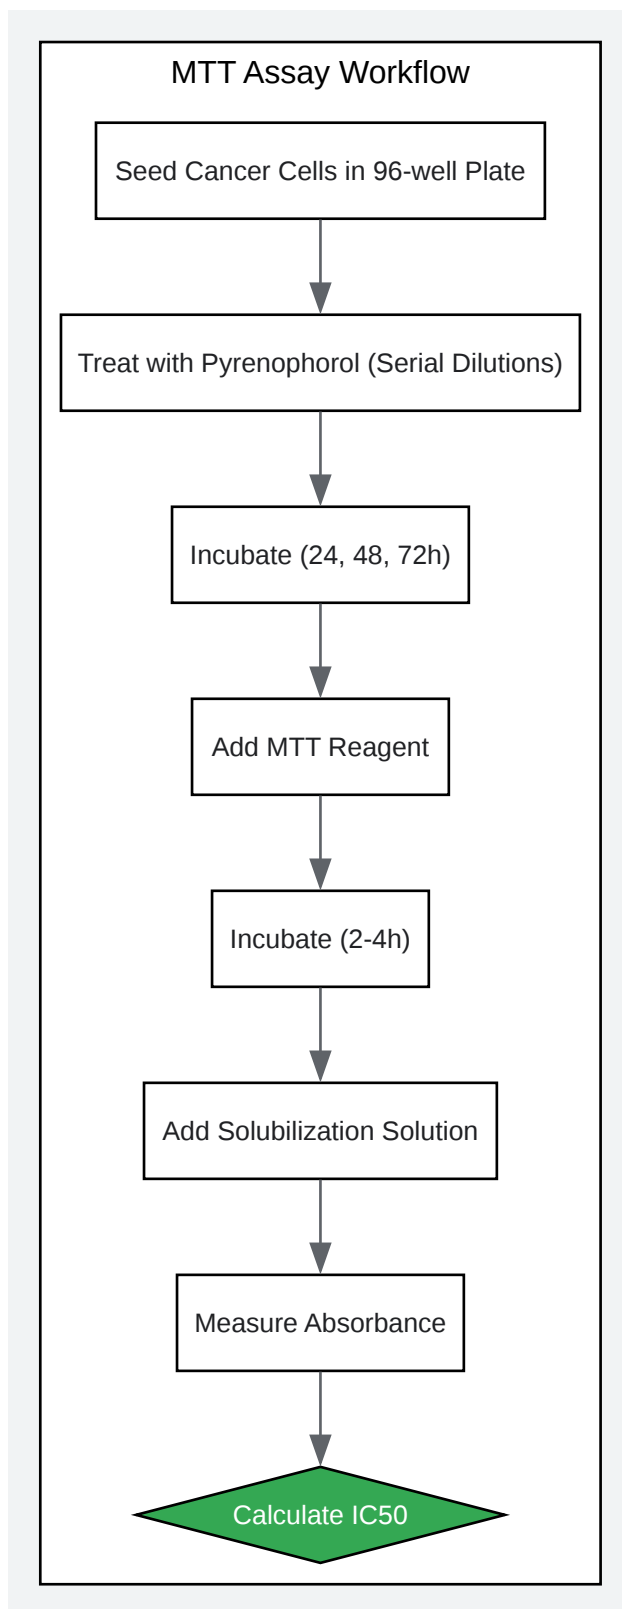 MTT Assay Workflow
Seed Cancer Cells in 96-well Plate
Treat with Pyrenophorol (Serial Dilutions)
Incubate (24, 48, 72h)
Add MTT Reagent
Incubate (2-4h)
Add Solubilization Solution
Measure Absorbance
Calculate IC50